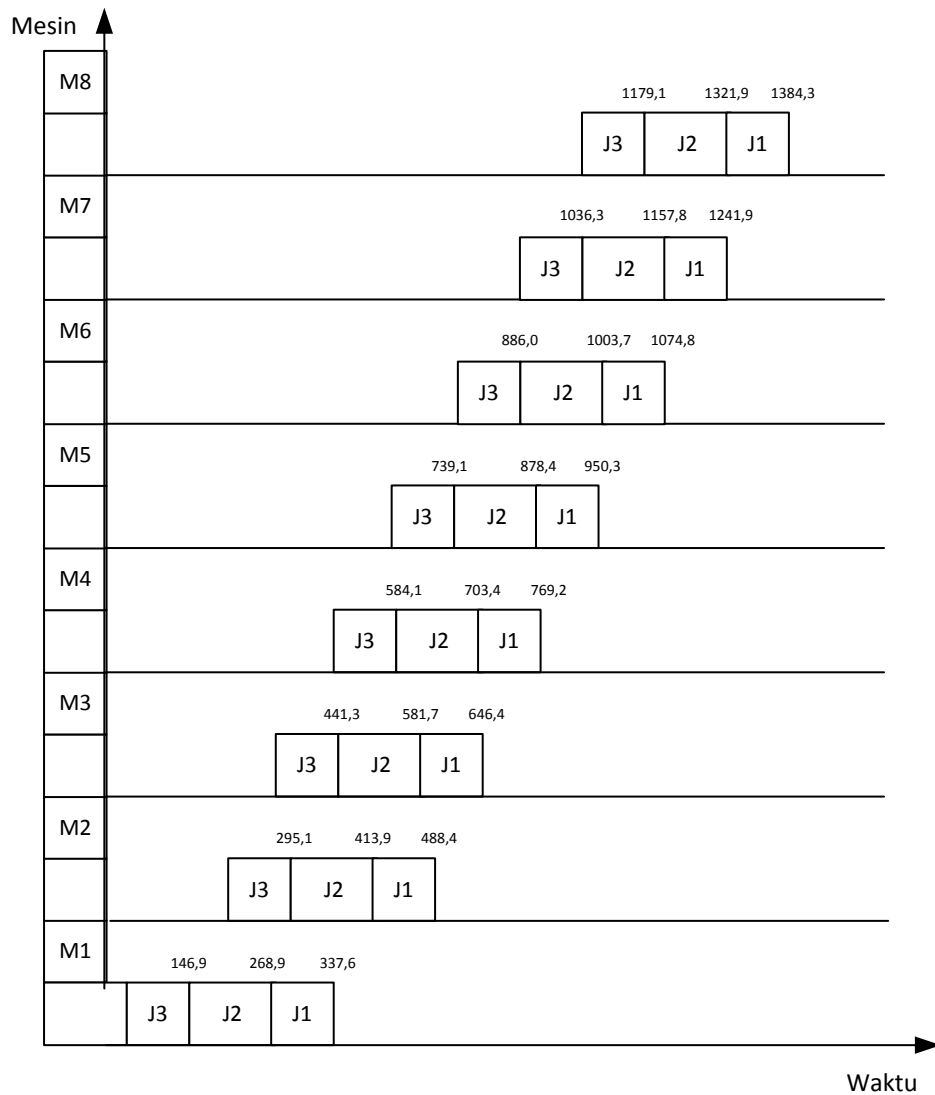 Mesin
M8
1179,1 1321,9 1384,3
J3 J2 J1
M7
1036,3 1157,8 1241,9
J3 J2 J1
M6
886,0 1003,7 1074,8
J3 J2 J1
M5
739,1 878,4 950,3
J3 J2 J1
M4
584,1 703,4 769,2
J3 J2 J1
M3
441,3 581,7 646,4
J3 J2 J1
M2
295,1 413,9 488,4
J3 J2 J1
M1
146,9 268,9 337,6
J3 J2 J1
Waktu